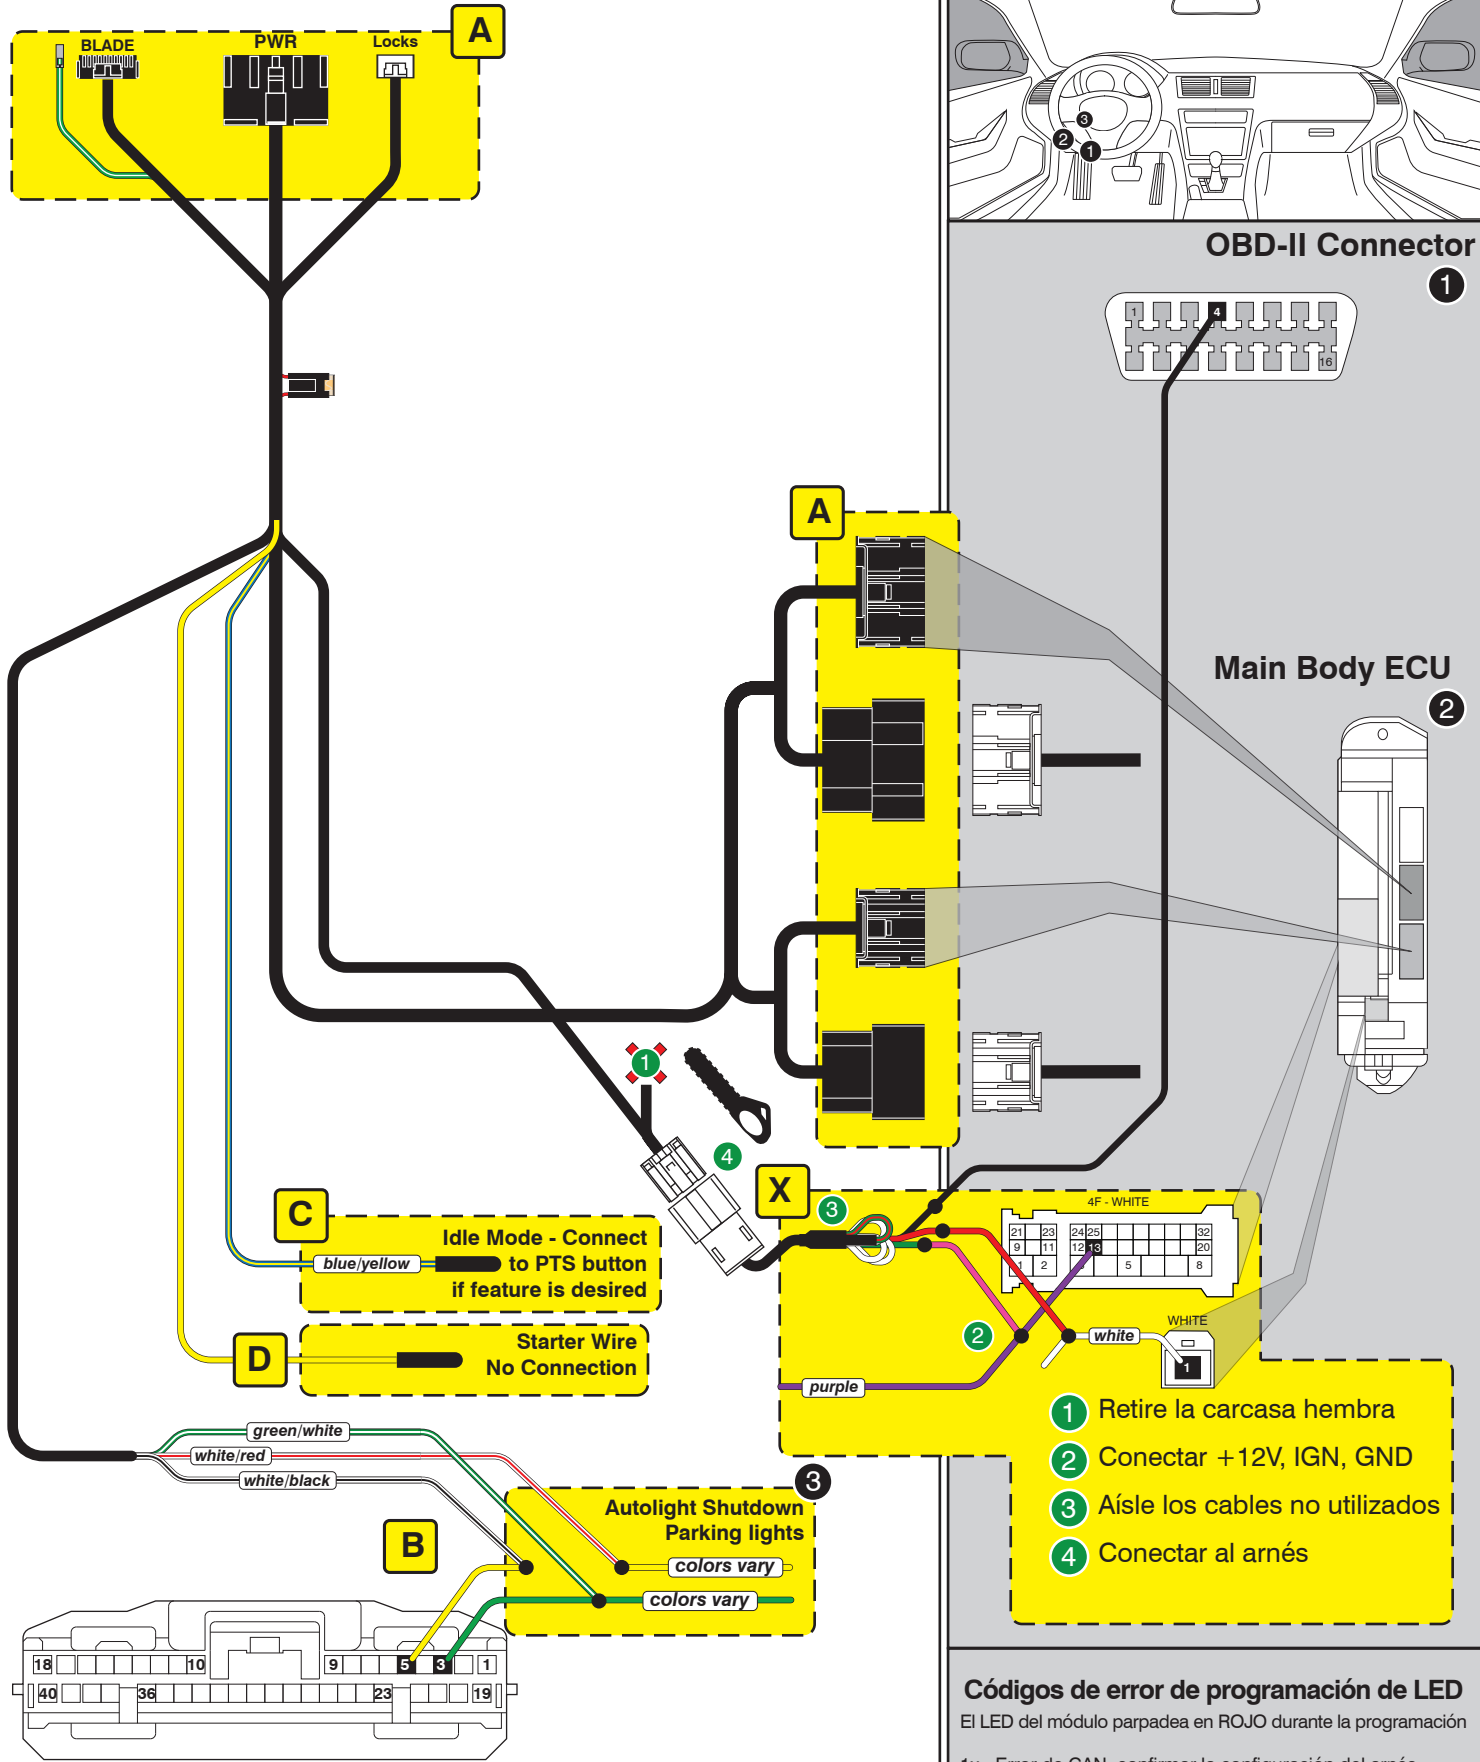 A
BLADE
PWR
Locks
3
2
1
OBD-II Connector
1
1
4
16
A
Main Body ECU
2
1
4
X
3
4F - WHITE
21 23 24 25 32
9 11 12 13 20
1 2 5 8
C
Idle Mode - Connect
to PTS button
if feature is desired
blue/yellow
D
Starter Wire
No Connection
2
white
WHITE
1
purple
1 Retire la carcasa hembra
2 Conectar +12V, IGN, GND
3 Aísle los cables no utilizados
4 Conectar al arnés
green/white
white/red
white/black
3
Autolight Shutdown
Parking lights
B
colors vary
colors vary
18 10 9 5 3 1
40 36 23 19
Códigos de error de programación de LED
El LED del módulo parpadea en ROJO durante la programación